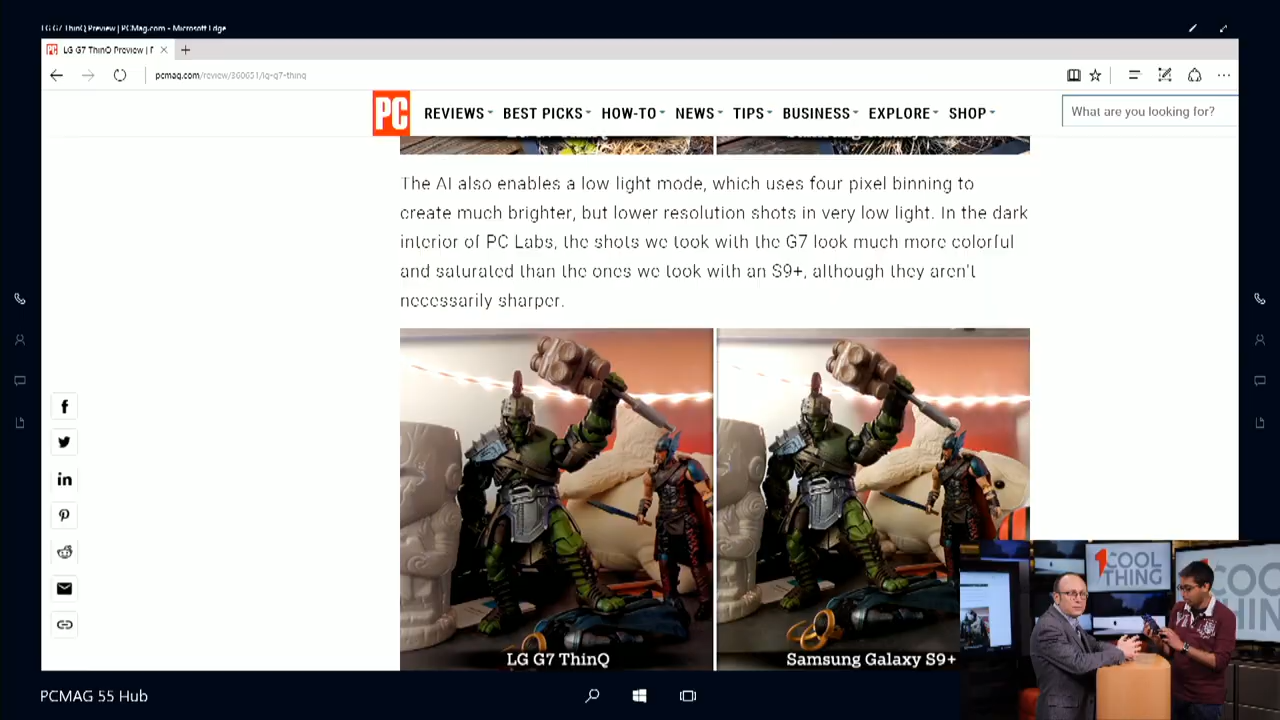 LG G7 ThinQ Preview | PCMag.com - Microsoft Edge
PC LG G7 ThinQ Preview | F
pcmag.com/review/360651/lg-g7-thinq
PC REVIEWS BEST PICKS HOW-TO NEWS TIPS BUSINESS EXPLORE SHOP
What are you looking for?
The AI also enables a low light mode, which uses four pixel binning to
create much brighter, but lower resolution shots in very low light. In the dark
interior of PC Labs, the shots we took with the G7 look much more colorful
and saturated than the ones we took with an S9+, although they aren't
necessarily sharper.
LG G7 ThinQ
Samsung Galaxy S9+
1 COOL
THING
COO
THIN
PCMAG 55 Hub